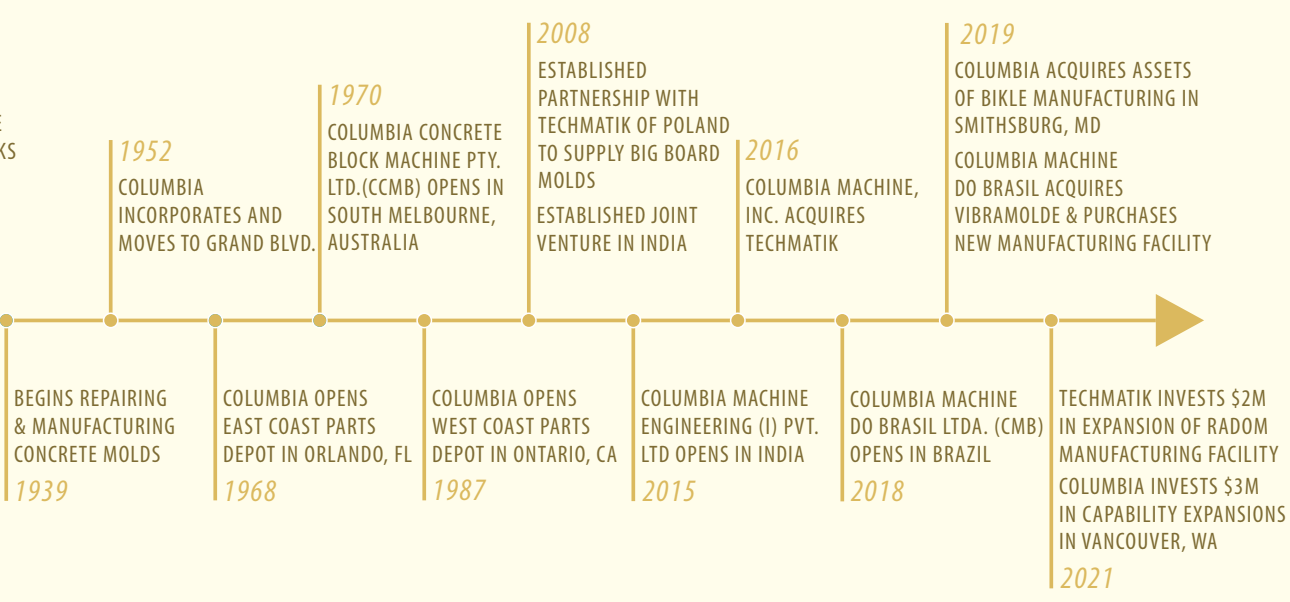 KS
1952
COLUMBIA
INCORPORATES AND
MOVES TO GRAND BLVD.
1970
COLUMBIA CONCRETE
BLOCK MACHINE PTY.
LTD.(CCMB) OPENS IN
SOUTH MELBOURNE,
AUSTRALIA
2008
ESTABLISHED
PARTNERSHIP WITH
TECHMATIK OF POLAND
TO SUPPLY BIG BOARD
MOLDS
ESTABLISHED JOINT
VENTURE IN INDIA
2016
COLUMBIA MACHINE,
INC. ACQUIRES
TECHMATIK
2019
COLUMBIA ACQUIRES ASSETS
OF BIKLE MANUFACTURING IN
SMITHSBURG, MD
COLUMBIA MACHINE
DO BRASIL ACQUIRES
VIBRAMOLDE & PURCHASES
NEW MANUFACTURING FACILITY
BEGINS REPAIRING
& MANUFACTURING
CONCRETE MOLDS
1939
COLUMBIA OPENS
EAST COAST PARTS
DEPOT IN ORLANDO, FL
1968
COLUMBIA OPENS
WEST COAST PARTS
DEPOT IN ONTARIO, CA
1987
COLUMBIA MACHINE
ENGINEERING (I) PVT.
LTD OPENS IN INDIA
2015
COLUMBIA MACHINE
DO BRASIL LTDA. (CMB)
OPENS IN BRAZIL
2018
TECHMATIK INVESTS $2M
IN EXPANSION OF RADOM
MANUFACTURING FACILITY
COLUMBIA INVESTS $3M
IN CAPABILITY EXPANSIONS
IN VANCOUVER, WA
2021